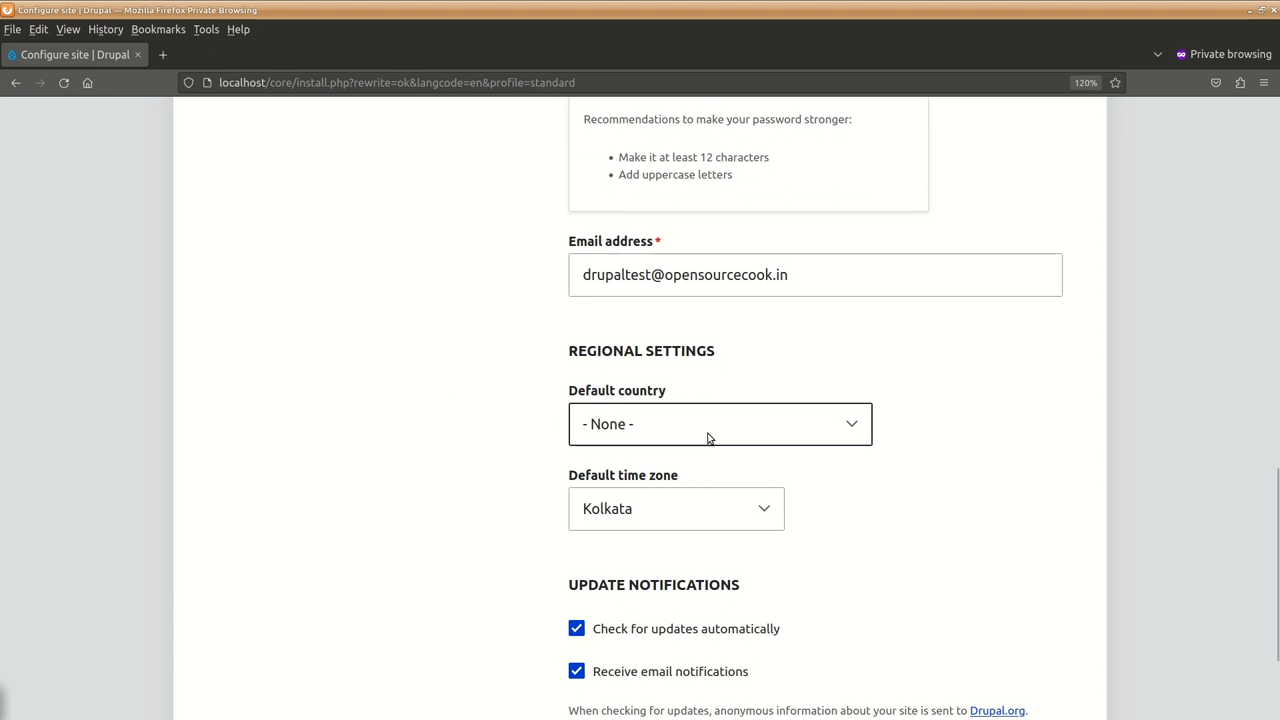 Configure site | Drupal — Mozilla Firefox Private Browsing
File Edit View History Bookmarks Tools Help
Configure site | Drupal
Private browsing
localhost/core/install.php?rewrite=ok&langcode=en&profile=standard
120%
Recommendations to make your password stronger:
• Make it at least 12 characters
• Add uppercase letters
Email address *
drupaltest@opensourcecook.in
REGIONAL SETTINGS
Default country
- None -
Default time zone
Kolkata
UPDATE NOTIFICATIONS
Check for updates automatically
Receive email notifications
When checking for updates, anonymous information about your site is sent to Drupal.org.